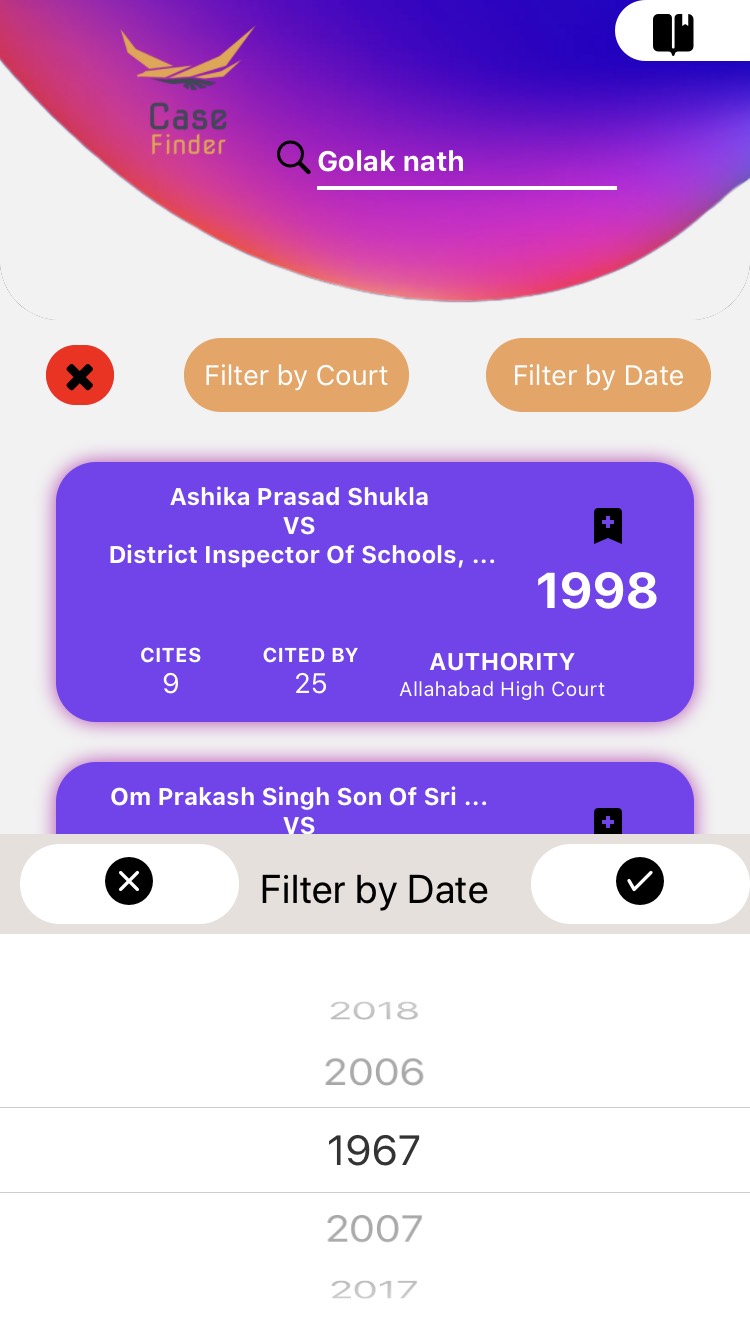 Case
Finder
Golak nath
Filter by Court
Filter by Date
Ashika Prasad Shukla
VS
District Inspector Of Schools, ...
1998
CITES
9
CITED BY
25
AUTHORITY
Allahabad High Court
Om Prakash Singh Son Of Sri ...
VS
Filter by Date
2018
2006
1967
2007
2017